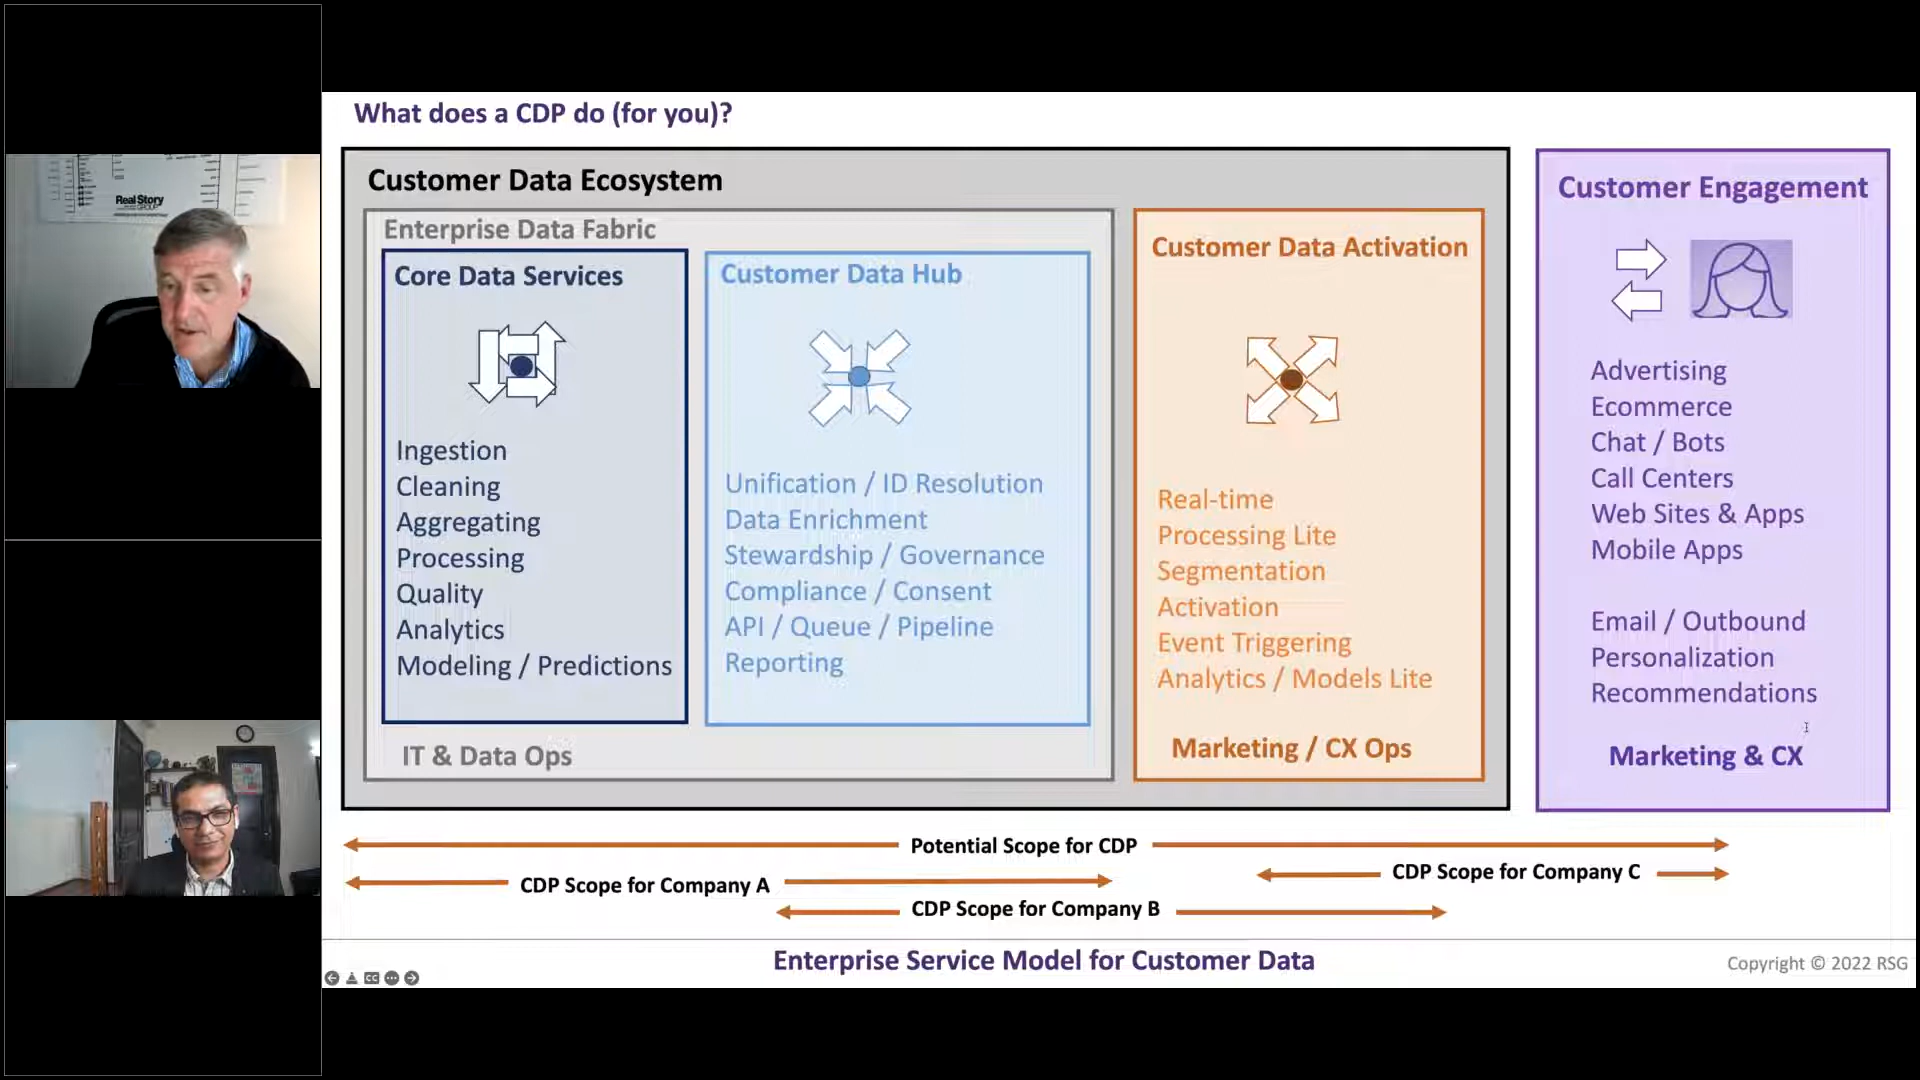 Real Story
GROUP
What does a CDP do (for you)?
Customer Data Ecosystem
Enterprise Data Fabric
Core Data Services
Ingestion
Cleaning
Aggregating
Processing
Quality
Analytics
Modeling / Predictions
Customer Data Hub
Unification / ID Resolution
Data Enrichment
Stewardship / Governance
Compliance / Consent
API / Queue / Pipeline
Reporting
IT & Data Ops
Customer Data Activation
Real-time
Processing Lite
Segmentation
Activation
Event Triggering
Analytics / Models Lite
Marketing / CX Ops
Customer Engagement
Advertising
Ecommerce
Chat / Bots
Call Centers
Web Sites & Apps
Mobile Apps
Email / Outbound
Personalization
Recommendations
Marketing & CX
Potential Scope for CDP
CDP Scope for Company A
CDP Scope for Company C
CDP Scope for Company B
Enterprise Service Model for Customer Data
CC
Copyright © 2022 RSG